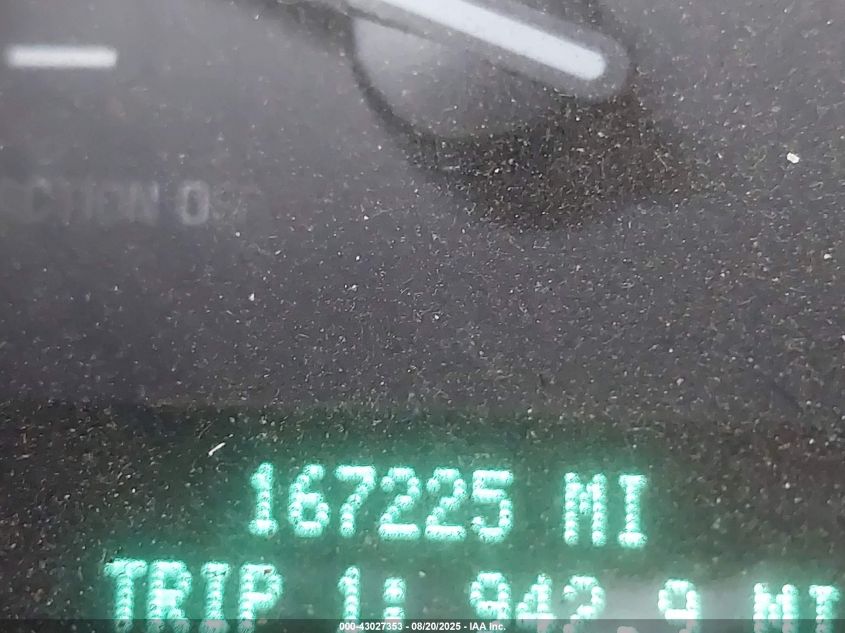 167225 MI
TRIP 1: 942.9 MI
000-43027353 - 08/20/2025 - IAA Inc.